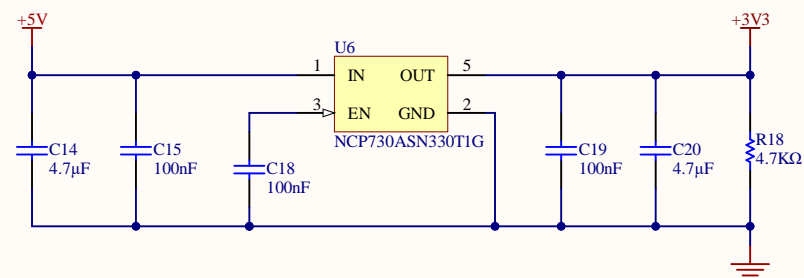 +5V
+3V3
U6
1
IN
OUT
5
3
EN
GND
2
NCP730ASN330T1G
C14
4.7µF
C15
100nF
C18
100nF
C19
100nF
C20
4.7µF
R18
4.7KΩ